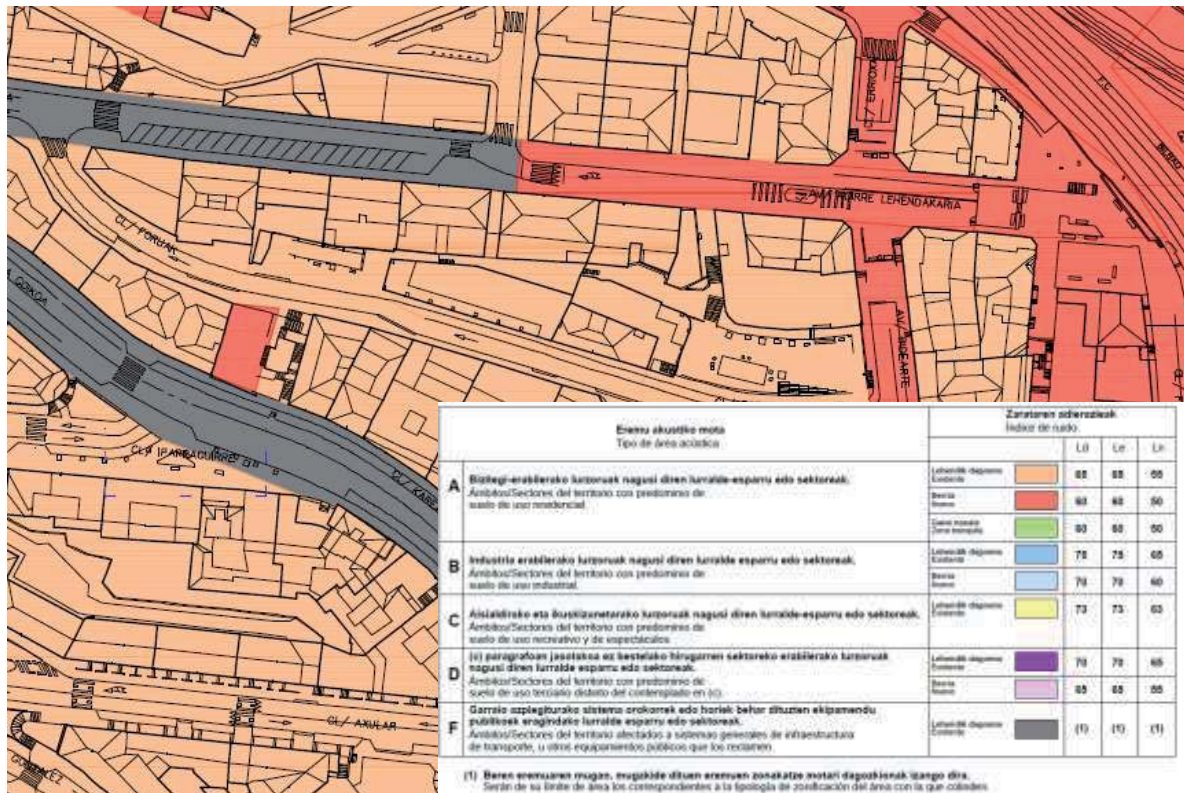 CL/ ERRIOXA
F.C.
AGIRRE LEHENDAKARIA
CL/ FORUAK
GOIKOA
AV/
CL/ IPARRAGUIRRE
CL/ KARE
CL/ AXULAR
Eremu akustiko mota
Tipo de área acústica
Zarataren adierazleak
Índice de ruido
Ld Le Ln
A Bizitegi-erabilerako lurzoruak nagusi diren lurralde-esparru edo sektoreak.
Ámbitos/Sectores del territorio con predominio de
suelo de uso residencial.
Lehendik dagoena
Existente
65 65 55
Berria
Nuevo
60 60 50
Zona tranquila
60 60 50
B Industria erabilerako lurzoruak nagusi diren lurralde esparru edo sektoreak.
Ámbitos/Sectores del territorio con predominio de
suelo de uso industrial.
Lehendik dagoena
Existente
75 75 65
Berria
Nuevo
70 70 60
C Aisialdirako eta ikuskizunetarako lurzoruak nagusi diren lurralde-esparru edo sektoreak.
Ámbitos/Sectores del territorio con predominio de
suelo de uso recreativo y de espectáculos
Lehendik dagoena
Existente
73 73 63
D (c) paragrafoan jasotakoa ez bestelako hirugarren sektoreko erabilerako lurzoruak
nagusi diren lurralde esparru edo sektoreak.
Ámbitos/Sectores del territorio con predominio de
suelo de uso terciario distinto del contemplado en (c).
Lehendik dagoena
Existente
70 70 65
Berria
Nuevo
65 65 55
F Garraio azpiegiturako sistema orokorrek edo horiek behar dituzten ekipamendu
publikoek eragindako lurralde esparru edo sektoreak.
Ámbitos/Sectores del territorio afectados a sistemas generales de infraestructura
de transporte, u otros equipamientos públicos que los reclamen.
Lehendik dagoena
Existente
(1) (1) (1)
(1) Beren eremuaren mugan, mugakide dituen eremuen zonakatze motari dagozkionak izango dira.
Serán de su límite de área los correspondientes a la tipología de zonificación del área con la que colinden.